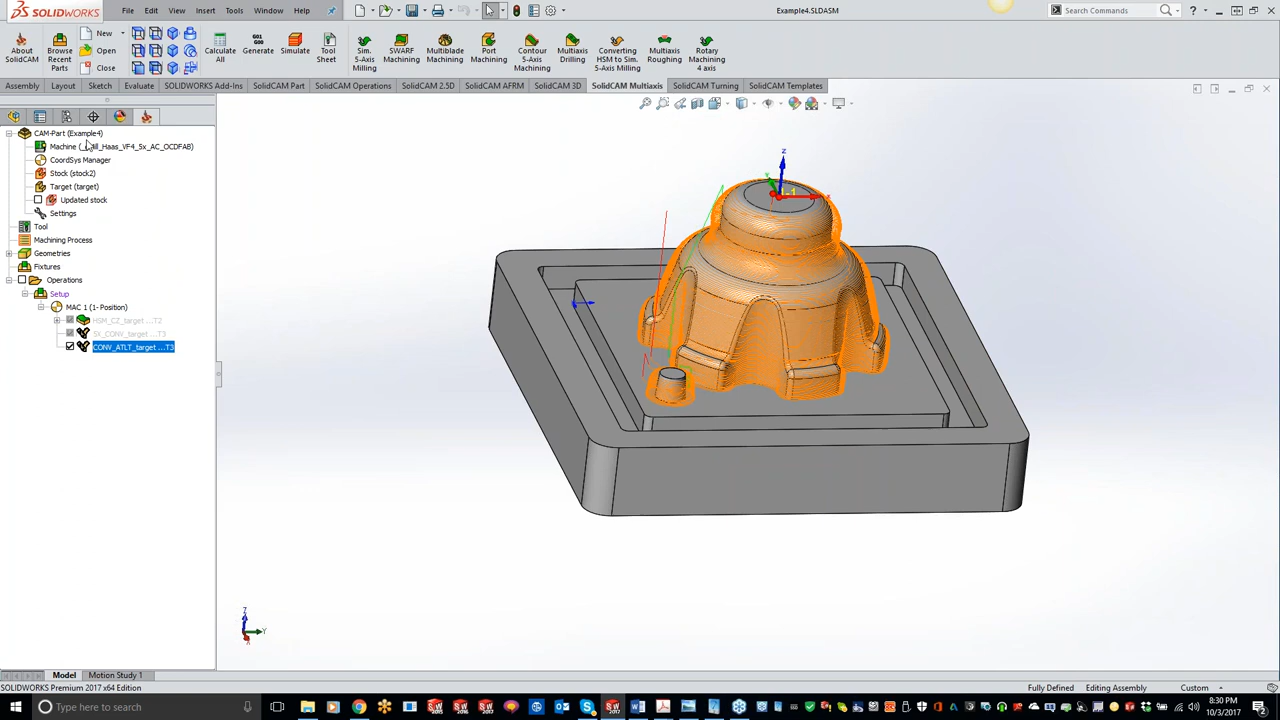 SOLIDWORKS File Edit View Insert Tools Window Help
Example4.SLDASM
Search Commands
About SolidCAM
Browse Recent Parts
New
Open
Close
Calculate All
G01 G00
Generate
Simulate
Tool Sheet
Sim. 5-Axis Milling
SWARF Machining
Multiblade Machining
Port Machining
Contour 5-Axis Machining
Multiaxis Drilling
Converting HSM to Sim 5-Axis Milling
Multiaxis Roughing
Rotary Machining 4 axis
Assembly Layout Sketch Evaluate SOLIDWORKS Add-Ins SolidCAM Part SolidCAM Operations SolidCAM 2.5D SolidCAM AFRM SolidCAM 3D SolidCAM Multiaxis SolidCAM Turning SolidCAM Templates
CAM-Part (Example4)
ill_Haas_VF4_5x_AC_OCDFAB)
CoordSys Manager
Stock (stock2)
Target (target)
Updated stock
Settings
Tool
Machining Process
Geometries
Fixtures
Operations
Setup
MAC 1 (1- Position)
HSM_CZ_target ...T2
5X_CONV_target ...T3
CONV_ATLT_target ...T3
Z
Y
Model Motion Study 1
SOLIDWORKS Premium 2017 x64 Edition
Fully Defined
Editing Assembly
Custom
Type here to search
8:30 PM
10/3/2017